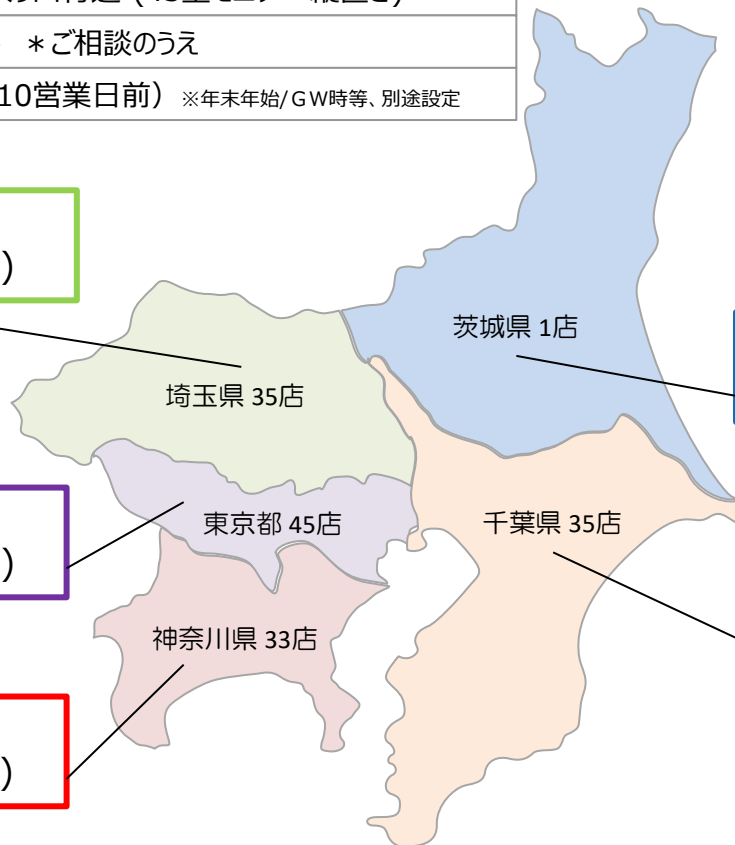 ＊ご相談のうえ
10営業日前） ※年末年始/ＧＷ時等、別途設定
)
茨城県 1店
埼玉県 35店
東京都 45店
千葉県 35店
)
神奈川県 33店
)